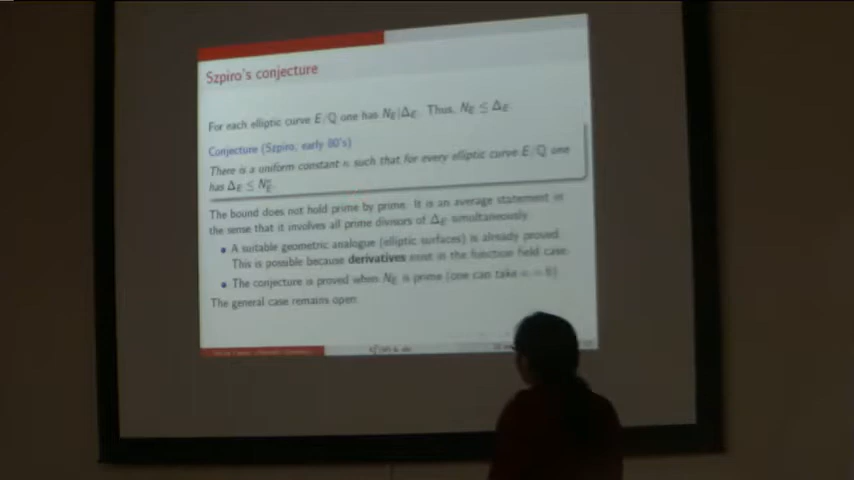 Szpiro's conjecture
For each elliptic curve E/ℚ one has N_E|Δ_E. Thus, N_E ≤ Δ_E.
Conjecture (Szpiro, early 80's)
There is a uniform constant κ such that for every elliptic curve E/ℚ one
has Δ_E ≤ N_E^κ.
The bound does not hold prime by prime. It is an average statement in
the sense that it involves all prime divisors of Δ_E simultaneously.
• A suitable geometric analogue (elliptic surfaces) is already proved.
This is possible because derivatives exist in the function field case.
• The conjecture is proved when N_E is prime (one can take
The general case remains open.